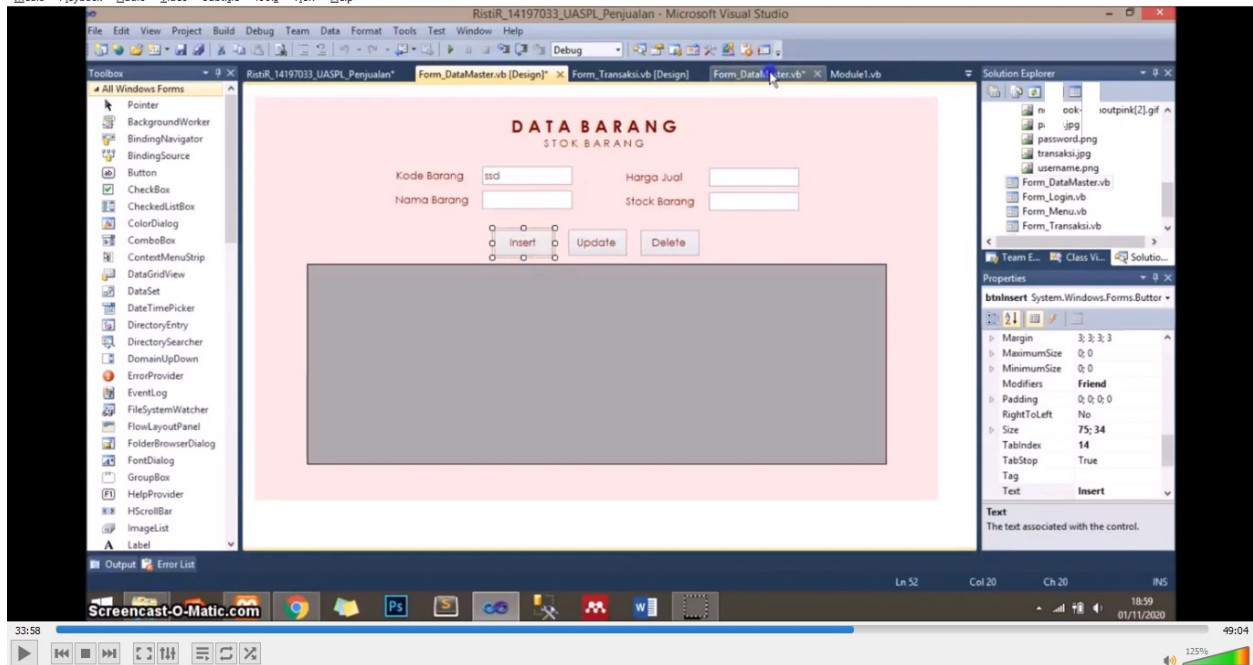 RistiR_14197033_UASPL_Penjualan - Microsoft Visual Studio
File Edit View Project Build Debug Team Data Format Tools Test Window Help
Debug
Toolbox
RistiR_14197033_UASPL_Penjualan* Form_DataMaster.vb [Design]* Form_Transaksi.vb [Design] Module1.vb
Solution Explorer
All Windows Forms
Pointer
BackgroundWorker
BindingNavigator
BindingSource
Button
CheckBox
CheckedListBox
ColorDialog
ComboBox
ContextMenuStrip
DataGridView
DataSet
DateTimePicker
DirectoryEntry
DirectorySearcher
DomainUpDown
ErrorProvider
EventLog
FileSystemWatcher
FlowLayoutPanel
FolderBrowserDialog
FontDialog
GroupBox
HelpProvider
HScrollBar
ImageList
A Label
DATA BARANG
STOK BARANG
Kode Barang ssd Harga Jual
Nama Barang Stock Barang
Insert Update Delete
outpink[2].gif
.jpg
password.png
transaksi.jpg
username.png
Form_DataMaster.vb
Form_Login.vb
Form_Menu.vb
Form_Transaksi.vb
Team E... Class Vi... Solutio...
Properties
btnInsert System.Windows.Forms.Buttor
Margin 3; 3; 3; 3
MaximumSize 0; 0
MinimumSize 0; 0
Modifiers Friend
Padding 0; 0; 0; 0
RightToLeft No
Size 75; 34
TabIndex 14
TabStop True
Tag
Text Insert
Text
The text associated with the control.
Output Error List
Ln 52 Col 20 Ch 20 INS
Screencast-O-Matic.com
Ps S W
18:59
01/11/2020
33:58 49:04
125%